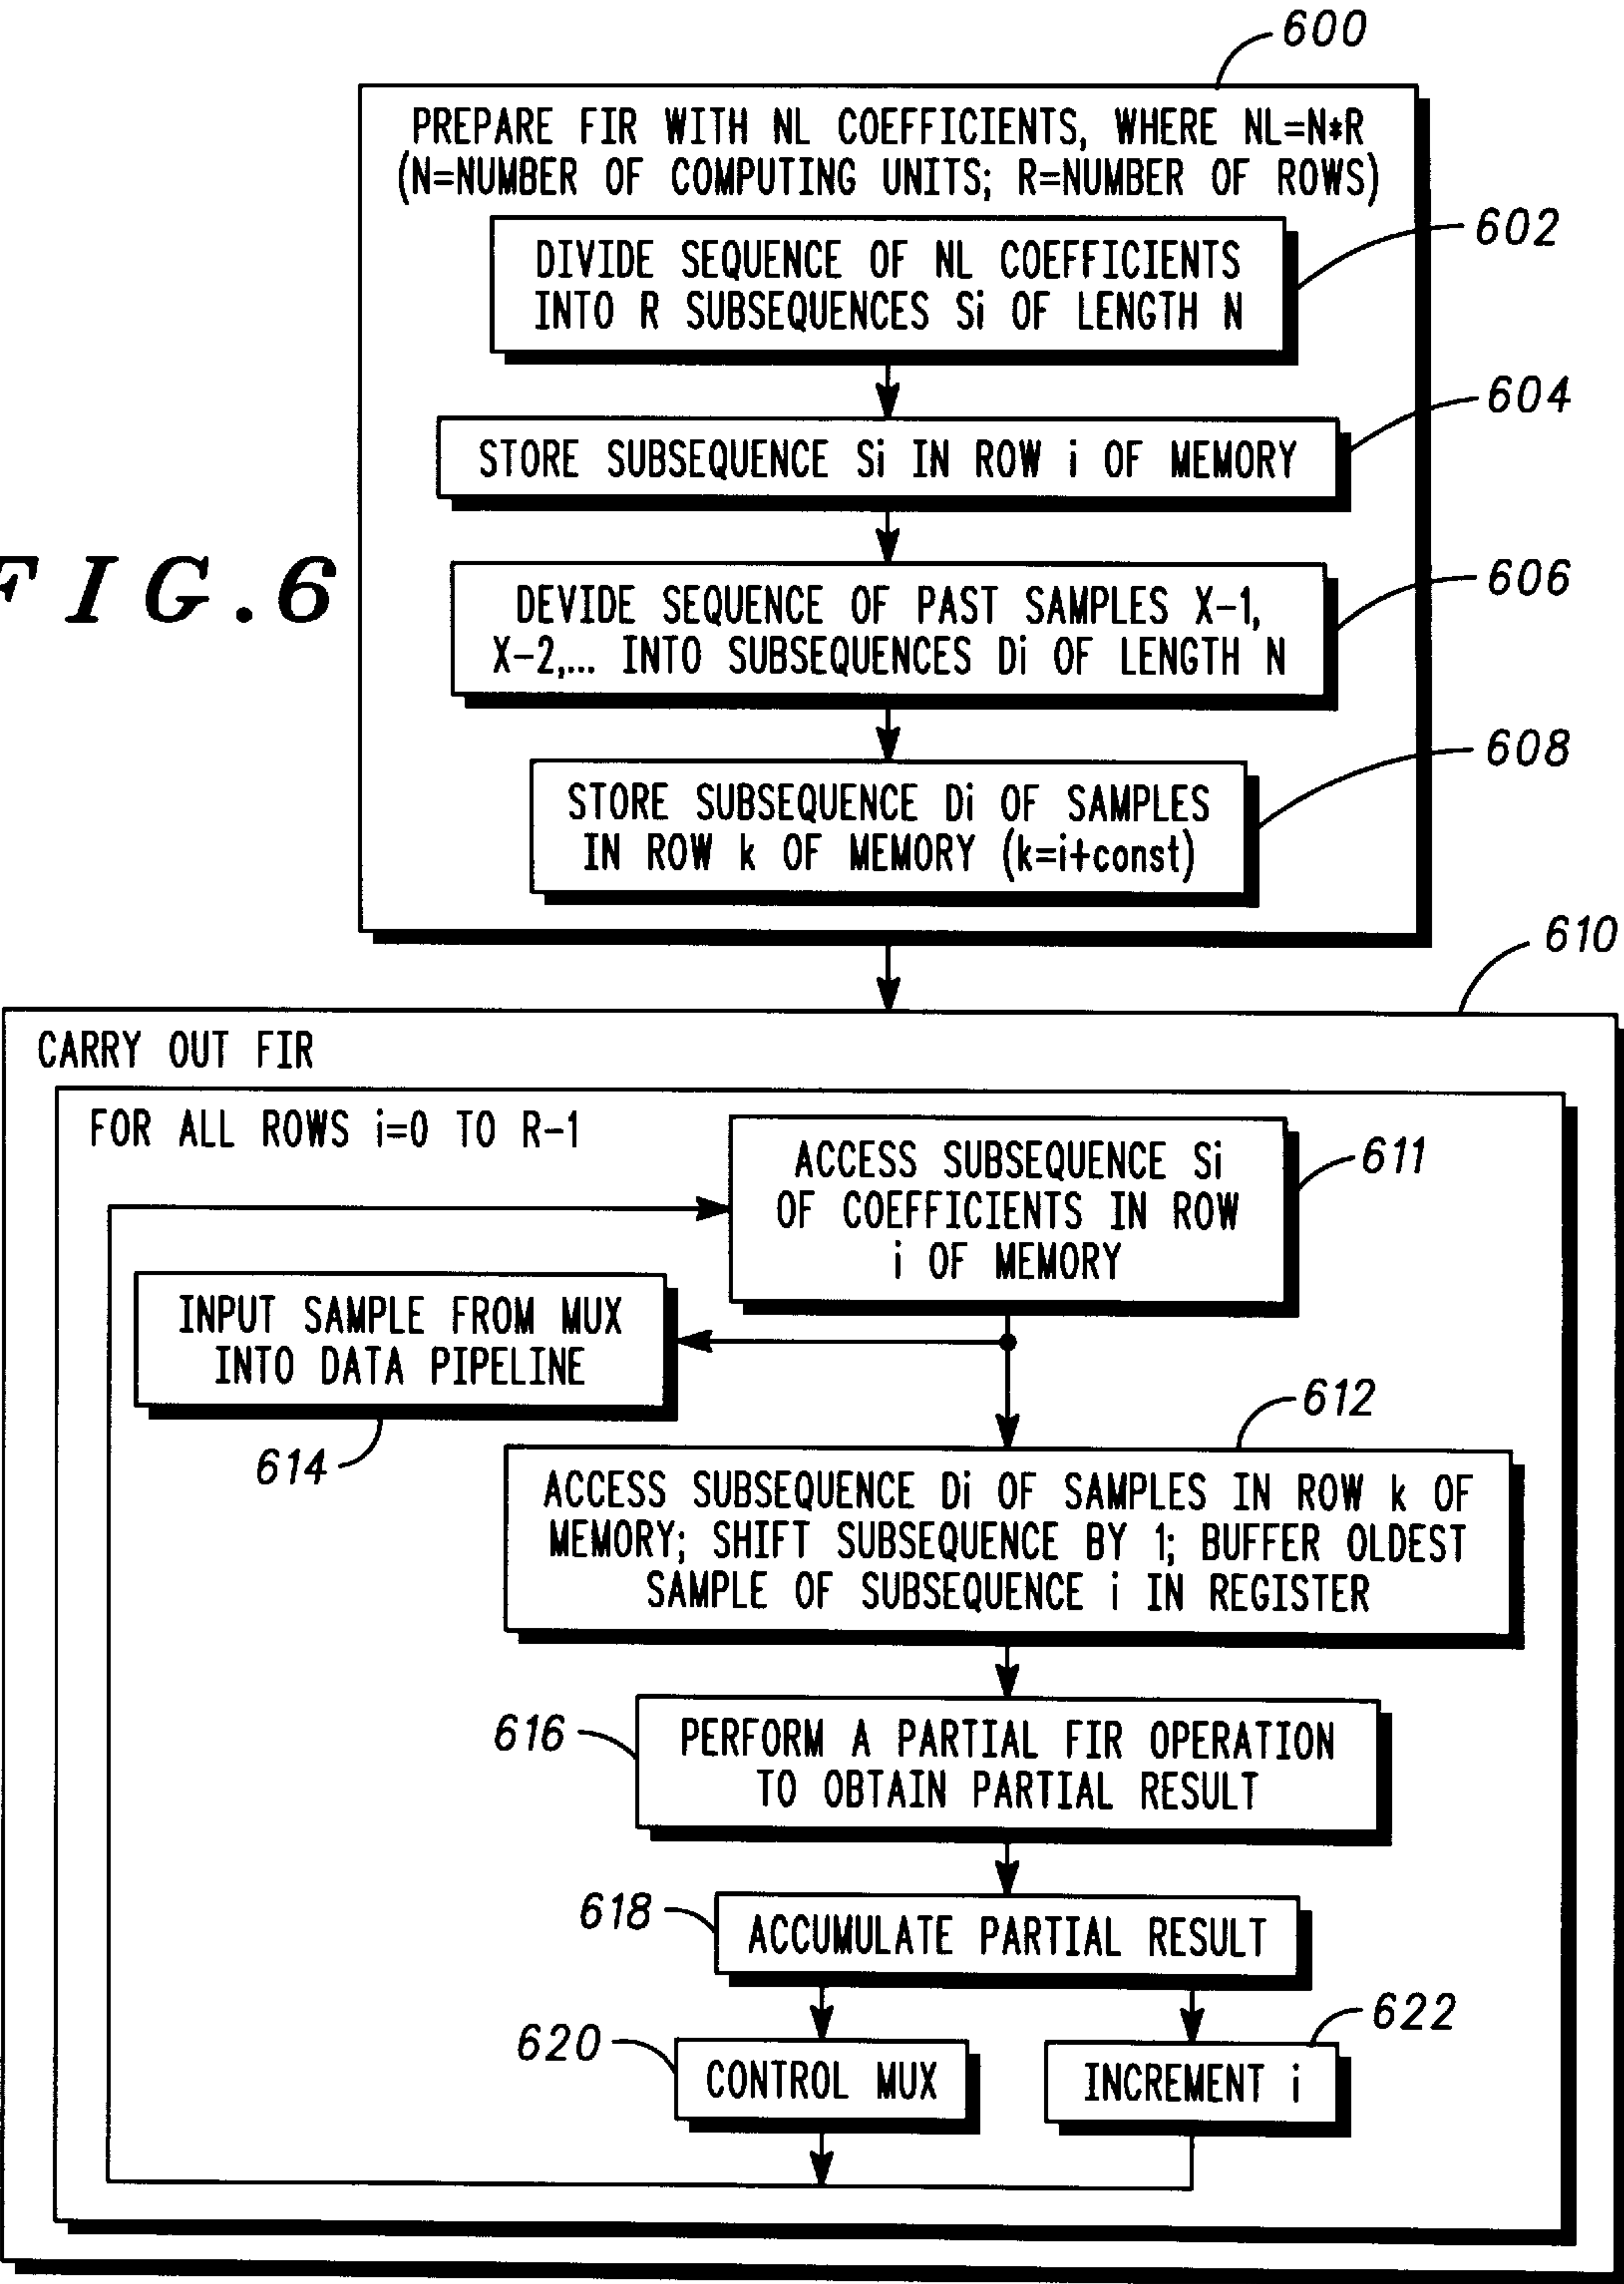 600
PREPARE FIR WITH NL COEFFICIENTS, WHERE NL=N*R
(N=NUMBER OF COMPUTING UNITS; R=NUMBER OF ROWS)
602
DIVIDE SEQUENCE OF NL COEFFICIENTS
INTO R SUBSEQUENCES Si OF LENGTH N
604
STORE SUBSEQUENCE Si IN ROW i OF MEMORY
FIG.6
606
DEVIDE SEQUENCE OF PAST SAMPLES X-1,
X-2,... INTO SUBSEQUENCES Di OF LENGTH N
608
STORE SUBSEQUENCE Di OF SAMPLES
IN ROW k OF MEMORY (k=i+const)
610
CARRY OUT FIR
FOR ALL ROWS i=0 TO R-1
611
ACCESS SUBSEQUENCE Si
OF COEFFICIENTS IN ROW
i OF MEMORY
INPUT SAMPLE FROM MUX
INTO DATA PIPELINE
614
612
ACCESS SUBSEQUENCE Di OF SAMPLES IN ROW k OF
MEMORY; SHIFT SUBSEQUENCE BY 1; BUFFER OLDEST
SAMPLE OF SUBSEQUENCE i IN REGISTER
616
PERFORM A PARTIAL FIR OPERATION
TO OBTAIN PARTIAL RESULT
618
ACCUMULATE PARTIAL RESULT
620
CONTROL MUX
622
INCREMENT i